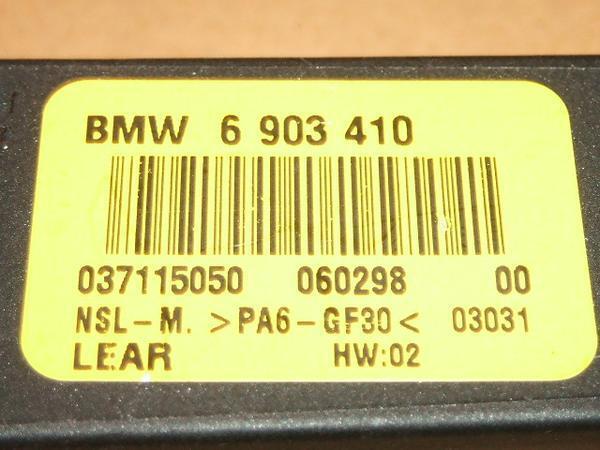 BMW 6 903 410
037115050 060298 00
NSL-M. >PA6-GF30< 03031
LEAR HW:02